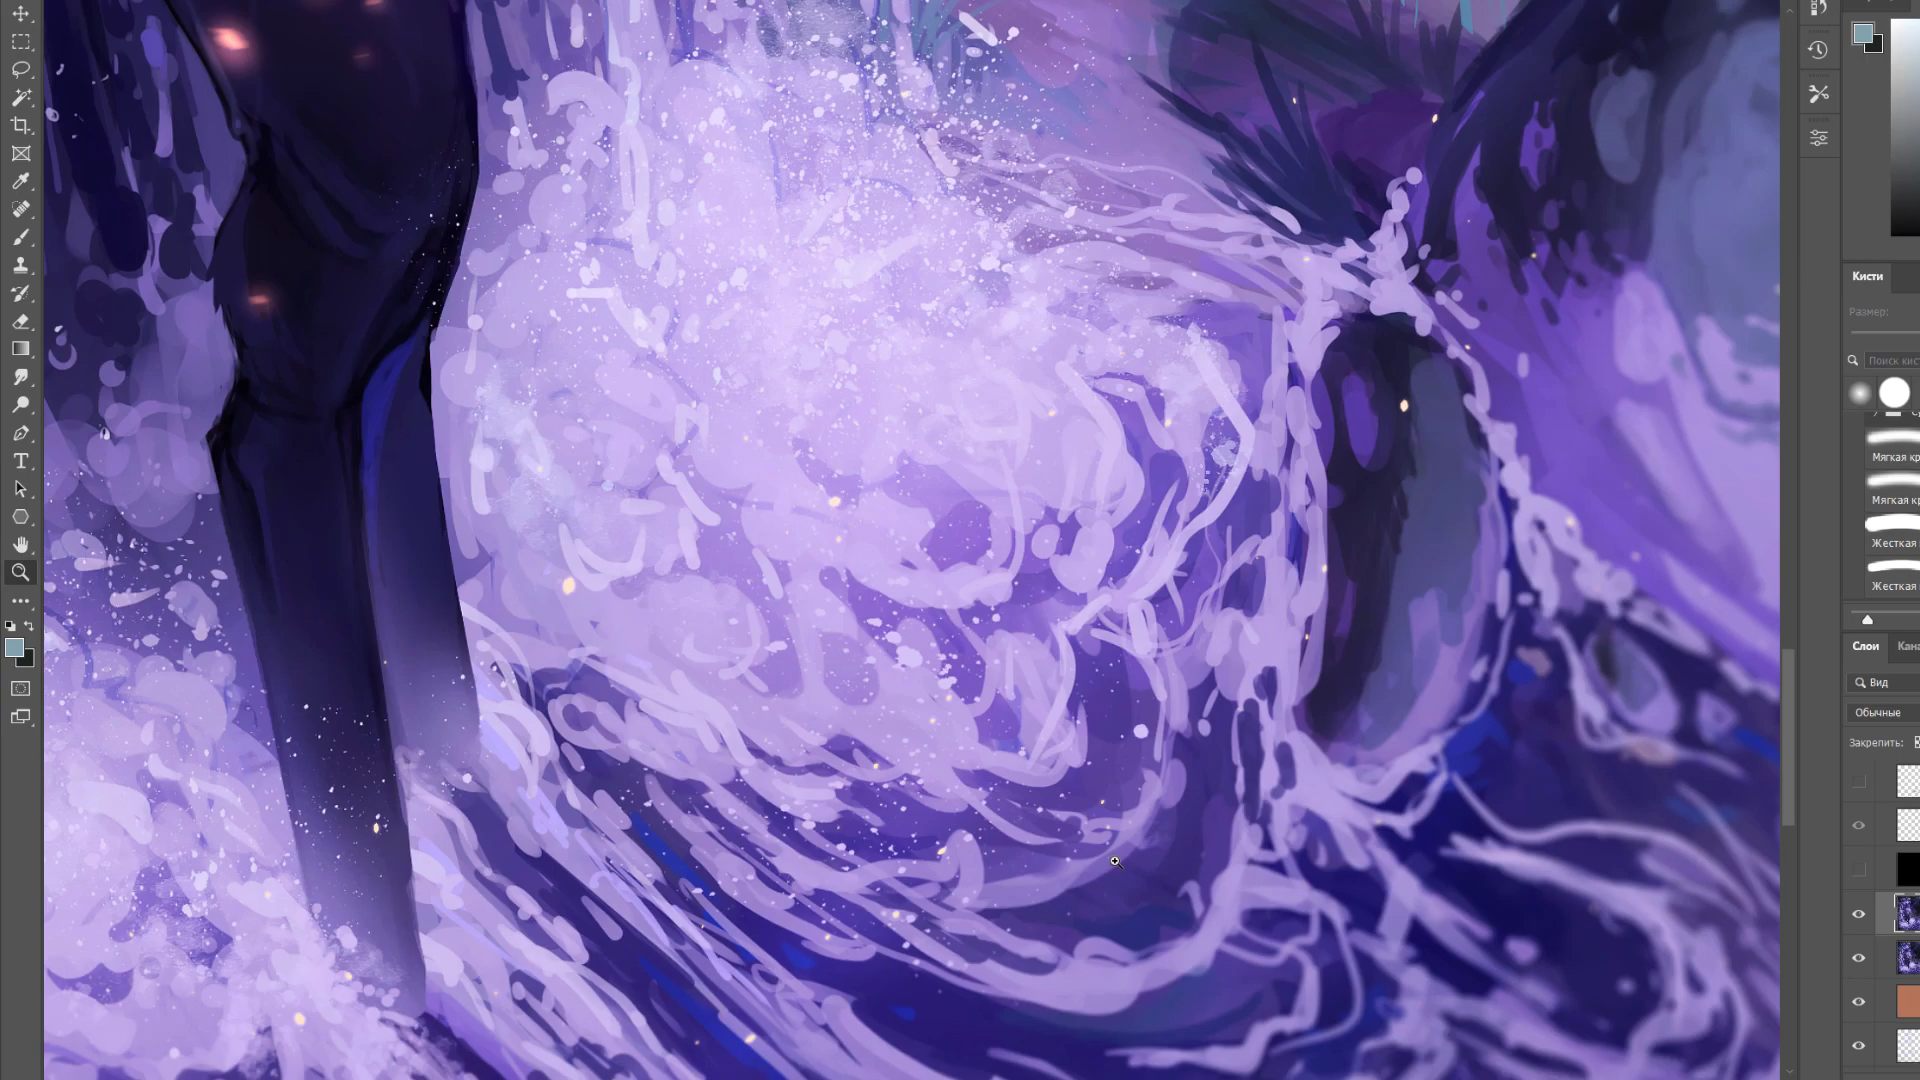 Кисти
Размер:
Поиск кис
Мягкая кр
Мягкая кр
Жесткая
Жесткая
Слои
Кана
Вид
Обычные
Закрепить: